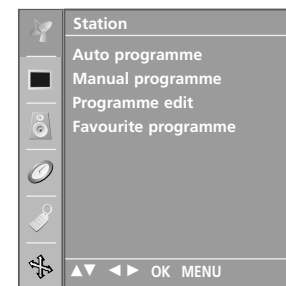 Station
Auto programme
Manual programme
Programme edit
Favourite programme
▲▼ ◄► OK MENU